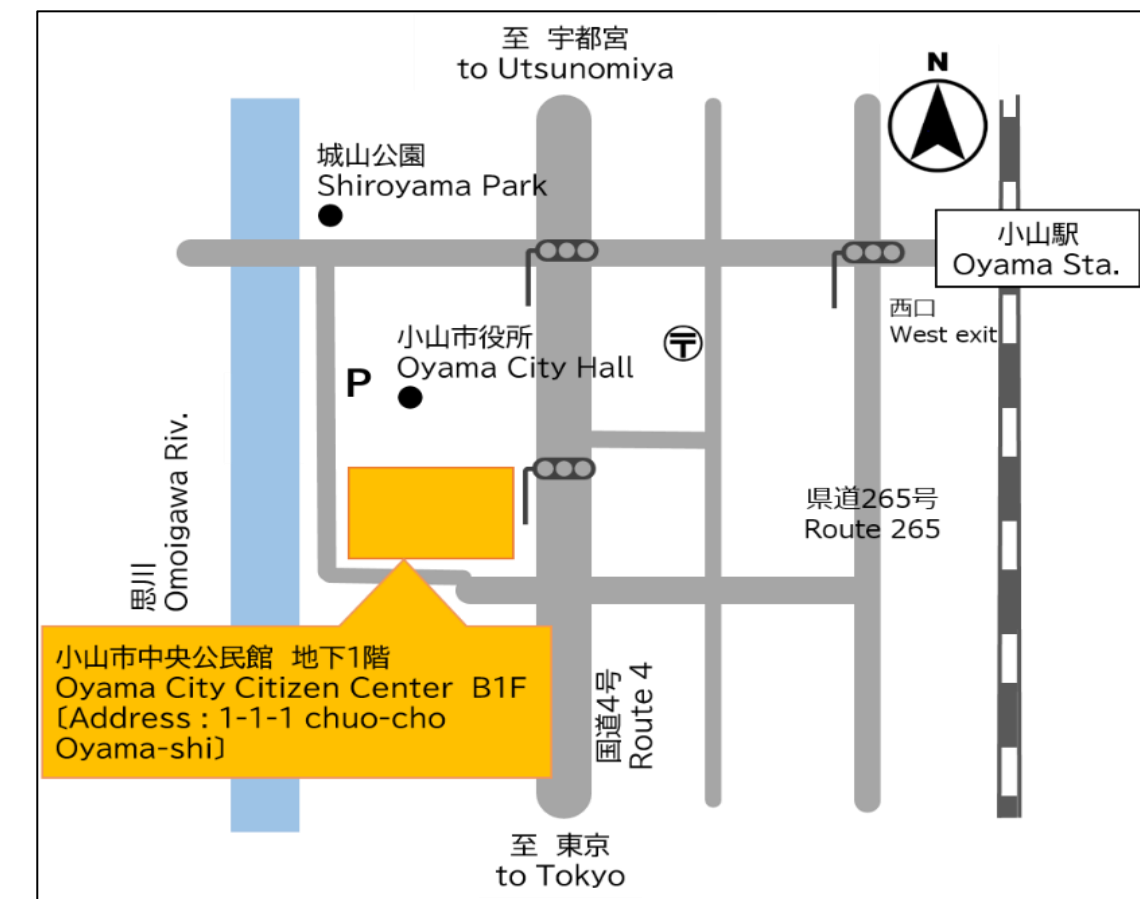 至 宇都宮
to Utsunomiya
N
城山公園
Shiroyama Park
小山駅
Oyama Sta.
西口
West exit
小山市役所
Oyama City Hall
〒
P
思川
Omoigawa Riv.
県道265号
Route 265
小山市中央公民館 地下1階
Oyama City Citizen Center B1F
〔Address : 1-1-1 chuo-cho
Oyama-shi〕
国道4号
Route 4
至 東京
to Tokyo